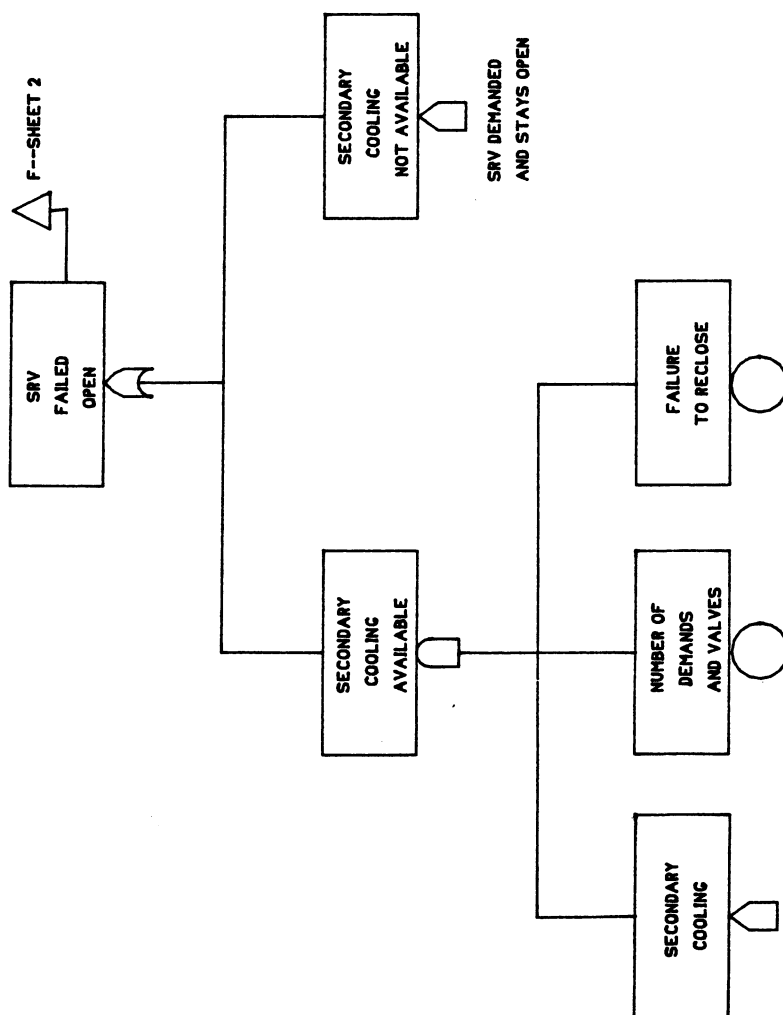 F--SHEET 2
SRV
FAILED
OPEN
SECONDARY
COOLING
AVAILABLE
SECONDARY
COOLING
NOT AVAILABLE
SRV DEMANDED
AND STAYS OPEN
SECONDARY
COOLING
NUMBER OF
DEMANDS
AND VALVES
FAILURE
TO RECLOSE